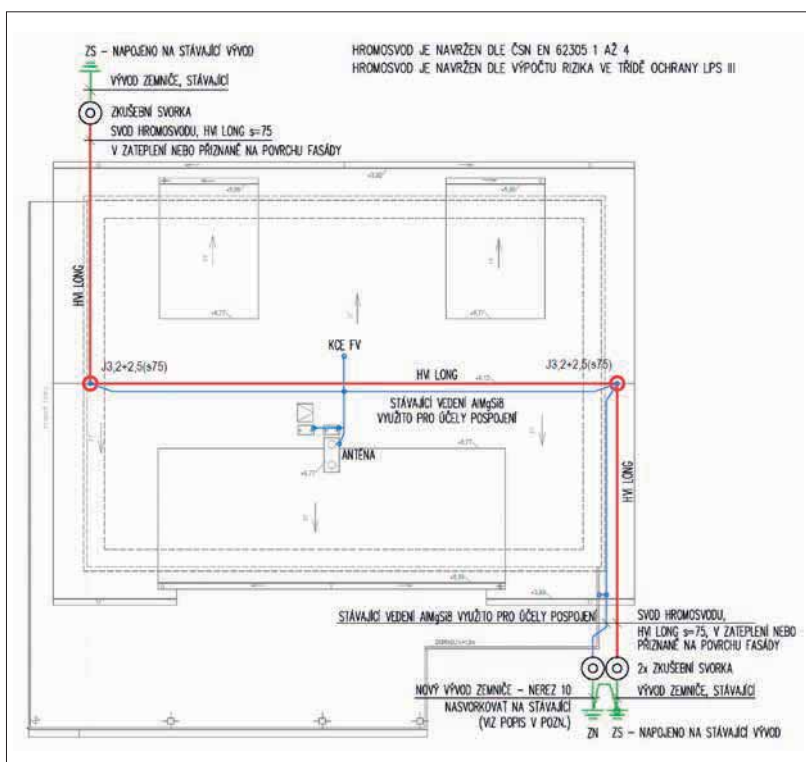 ZS – NAPOJENO NA STÁVAJÍCÍ VÝVOD
VÝVOD ZEMNIČE, STÁVAJÍCÍ
ZKUŠEBNÍ SVORKA
SVOD HROMOSVODU, HVI LONG s=75
V ZATEPLENÍ NEBO PŘIZNANĚ NA POVRCHU FASÁDY
HROMOSVOD JE NAVRŽEN DLE ČSN EN 62305 1 AŽ 4
HROMOSVOD JE NAVRŽEN DLE VÝPOČTU RIZIKA VE TŘÍDĚ OCHRANY LPS III
HVI LONG
KCE FV
J3,2+2,5(s75)
J3,2+2,5(s75)
HVI LONG
STÁVAJÍCÍ VEDENÍ AlMgSi8
VYUŽITO PRO ÚČELY POSPOJENÍ
ANTÉNA
HVI LONG
STÁVAJÍCÍ VEDENÍ AlMgSi8 VYUŽITO PRO ÚČELY POSPOJENÍ
SVOD HROMOSVODU,
HVI LONG s=75, V ZATEPLENÍ NEBO
PŘIZNANĚ NA POVRCHU FASÁDY
2x ZKUŠEBNÍ SVORKA
NOVÝ VÝVOD ZEMNIČE – NEREZ 10
NASVORKOVAT NA STÁVAJÍCÍ
(VIZ POPIS V POZN.)
VÝVOD ZEMNIČE, STÁVAJÍCÍ
ZN
ZS – NAPOJENO NA STÁVAJÍCÍ VÝVOD